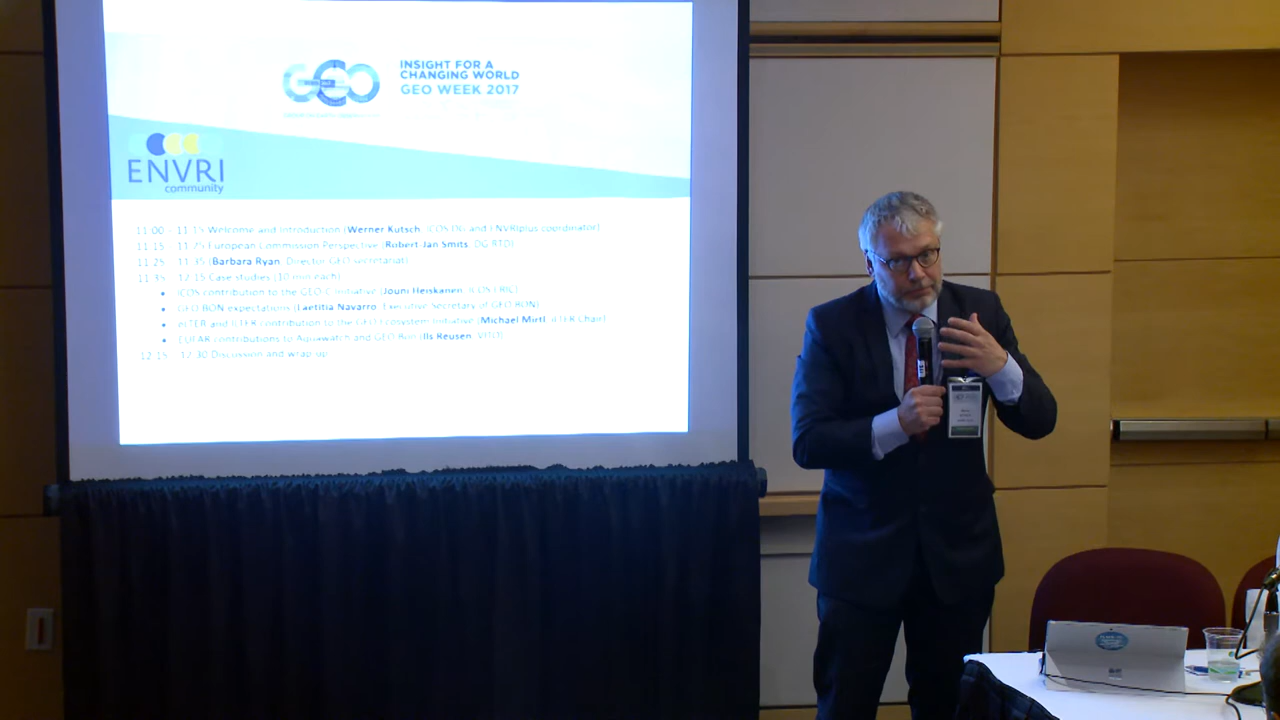 GEO
INSIGHT FOR A
CHANGING WORLD
GEO WEEK 2017
ENVRI
community
11:00 - 11:15 Welcome and Introduction (Werner Kutsch, ICOS DG and ENVRIplus coordinator)
11:15 - 11:25 European Commission Perspective (Robert-Jan Smits, DG RTD)
11:25 - 11:35 (Barbara Ryan, Director GEO secretariat)
11:35 - 12:15 Case studies (10 min each)
• ICOS contribution to the GEO-C Initiative (Jouni Heiskanen, ICOS ERIC)
• GEO BON expectations (Laetitia Navarro, Executive Secretary of GEO BON)
• eLTER and ILTER contribution to the GEO Ecosystem Initiative (Michael Mirtl, ILTER Chair)
• EUFAR contributions to Aquawatch and GEO Bon (Ils Reusen, VITO)
12:15 - 12:30 Discussion and wrap-up